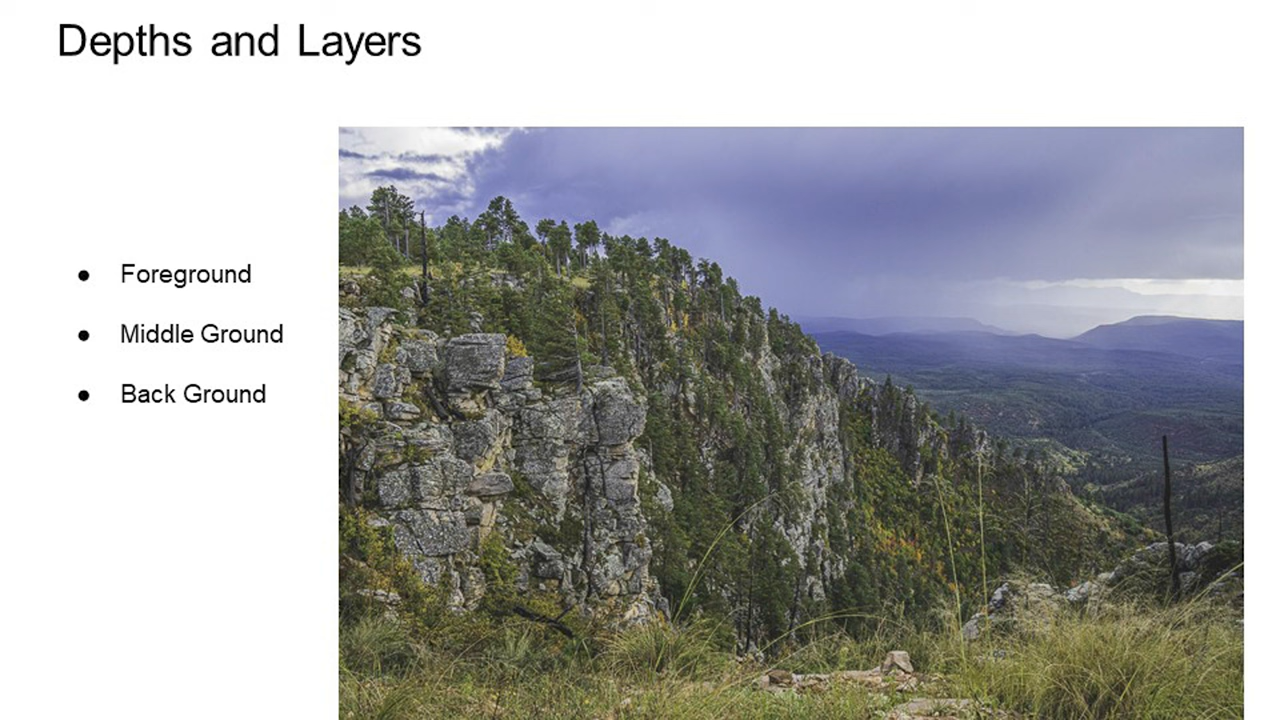 Depths and Layers
● Foreground
● Middle Ground
● Back Ground